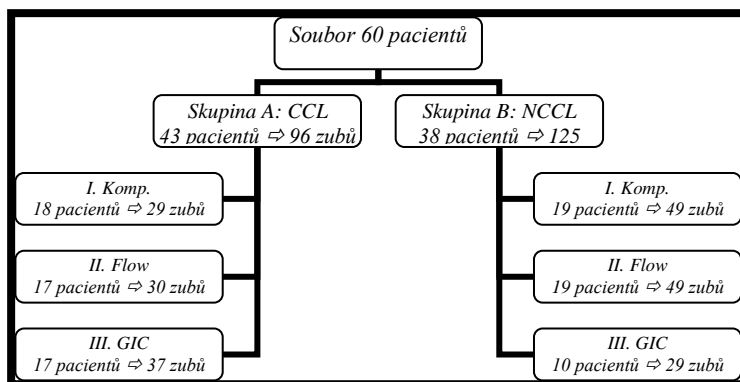 Soubor 60 pacientů
Skupina A: CCL
43 pacientů ⇨ 96 zubů
Skupina B: NCCL
38 pacientů ⇨ 125
I. Komp.
18 pacientů ⇨ 29 zubů
I. Komp.
19 pacientů ⇨ 49 zubů
II. Flow
17 pacientů ⇨ 30 zubů
II. Flow
19 pacientů ⇨ 49 zubů
III. GIC
17 pacientů ⇨ 37 zubů
III. GIC
10 pacientů ⇨ 29 zubů